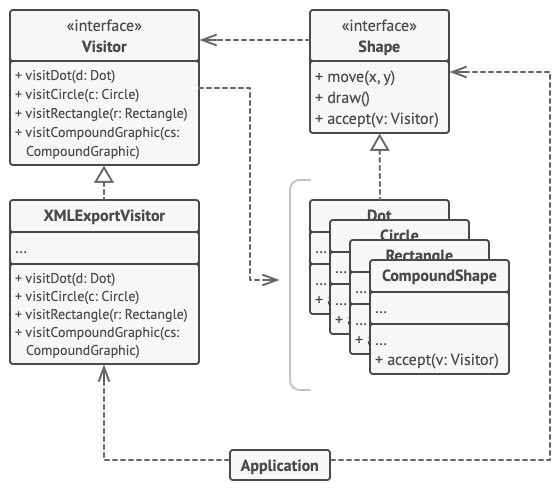 «interface»
Visitor
+ visitDot(d: Dot)
+ visitCircle(c: Circle)
+ visitRectangle(r: Rectangle)
+ visitCompoundGraphic(cs:
CompoundGraphic)
«interface»
Shape
+ move(x, y)
+ draw()
+ accept(v: Visitor)
XMLExportVisitor
...
+ visitDot(d: Dot)
+ visitCircle(c: Circle)
+ visitRectangle(r: Rectangle)
+ visitCompoundGraphic(cs:
CompoundGraphic)
Dot
...
...
+ a
Circle
...
...
+
Rectangle
...
...
+
CompoundShape
...
...
+ accept(v: Visitor)
Application